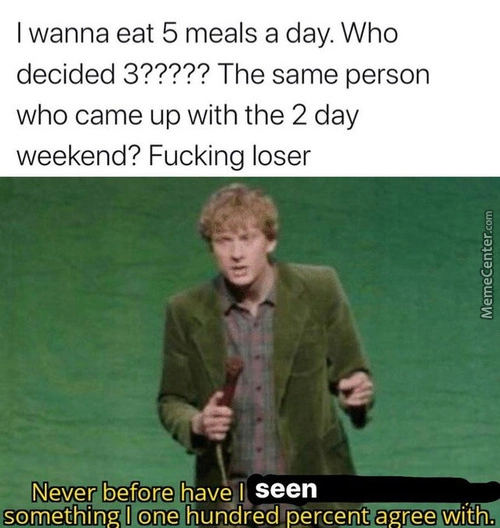 I wanna eat 5 meals a day. Who
decided 3????? The same person
who came up with the 2 day
weekend? Fucking loser
MemeCenter.com
Never before have I seen
something I one hundred percent agree with.